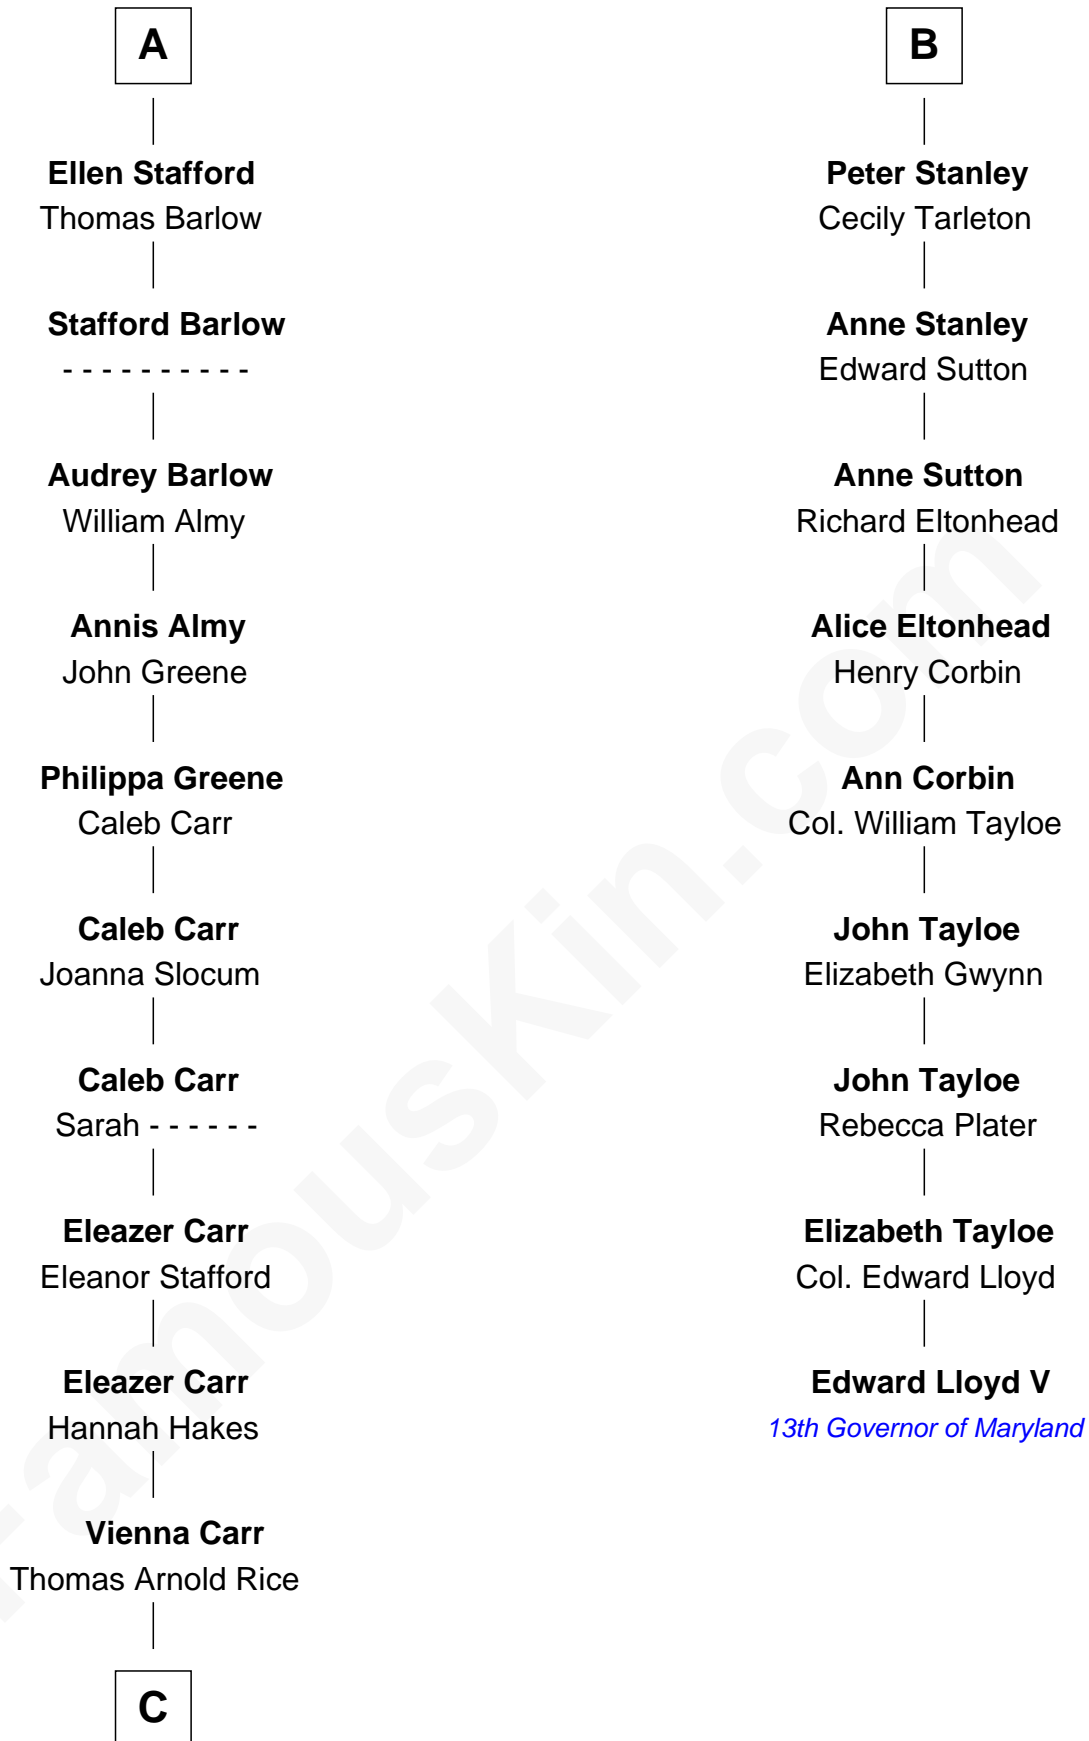 A
Ellen Stafford
Thomas Barlow
Stafford Barlow
- - - - - - - - - -
Audrey Barlow
William Almy
Annis Almy
John Greene
Philippa Greene
Caleb Carr
Caleb Carr
Joanna Slocum
Caleb Carr
Sarah - - - - - -
Eleazer Carr
Eleanor Stafford
Eleazer Carr
Hannah Hakes
Vienna Carr
Thomas Arnold Rice
C
B
Peter Stanley
Cecily Tarleton
Anne Stanley
Edward Sutton
Anne Sutton
Richard Eltonhead
Alice Eltonhead
Henry Corbin
Ann Corbin
Col. William Tayloe
John Tayloe
Elizabeth Gwynn
John Tayloe
Rebecca Plater
Elizabeth Tayloe
Col. Edward Lloyd
Edward Lloyd V
13th Governor of Maryland
FamousKin.com